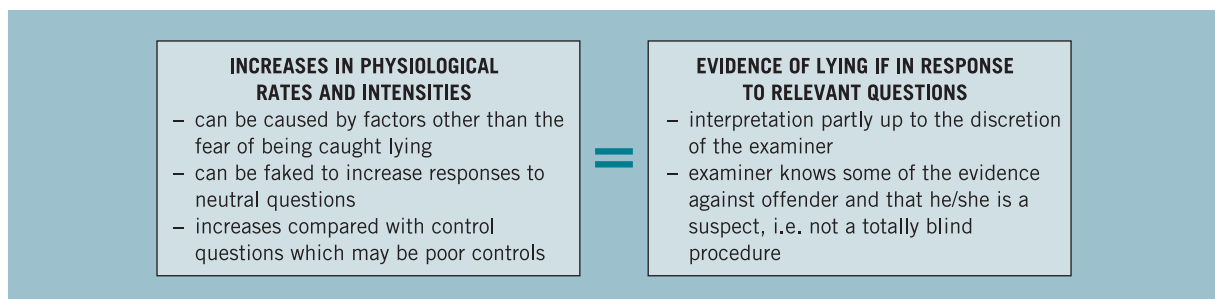 INCREASES IN PHYSIOLOGICAL
RATES AND INTENSITIES
– can be caused by factors other than the
fear of being caught lying
– can be faked to increase responses to
neutral questions
– increases compared with control
questions which may be poor controls
=
EVIDENCE OF LYING IF IN RESPONSE
TO RELEVANT QUESTIONS
– interpretation partly up to the discretion
of the examiner
– examiner knows some of the evidence
against offender and that he/she is a
suspect, i.e. not a totally blind
procedure